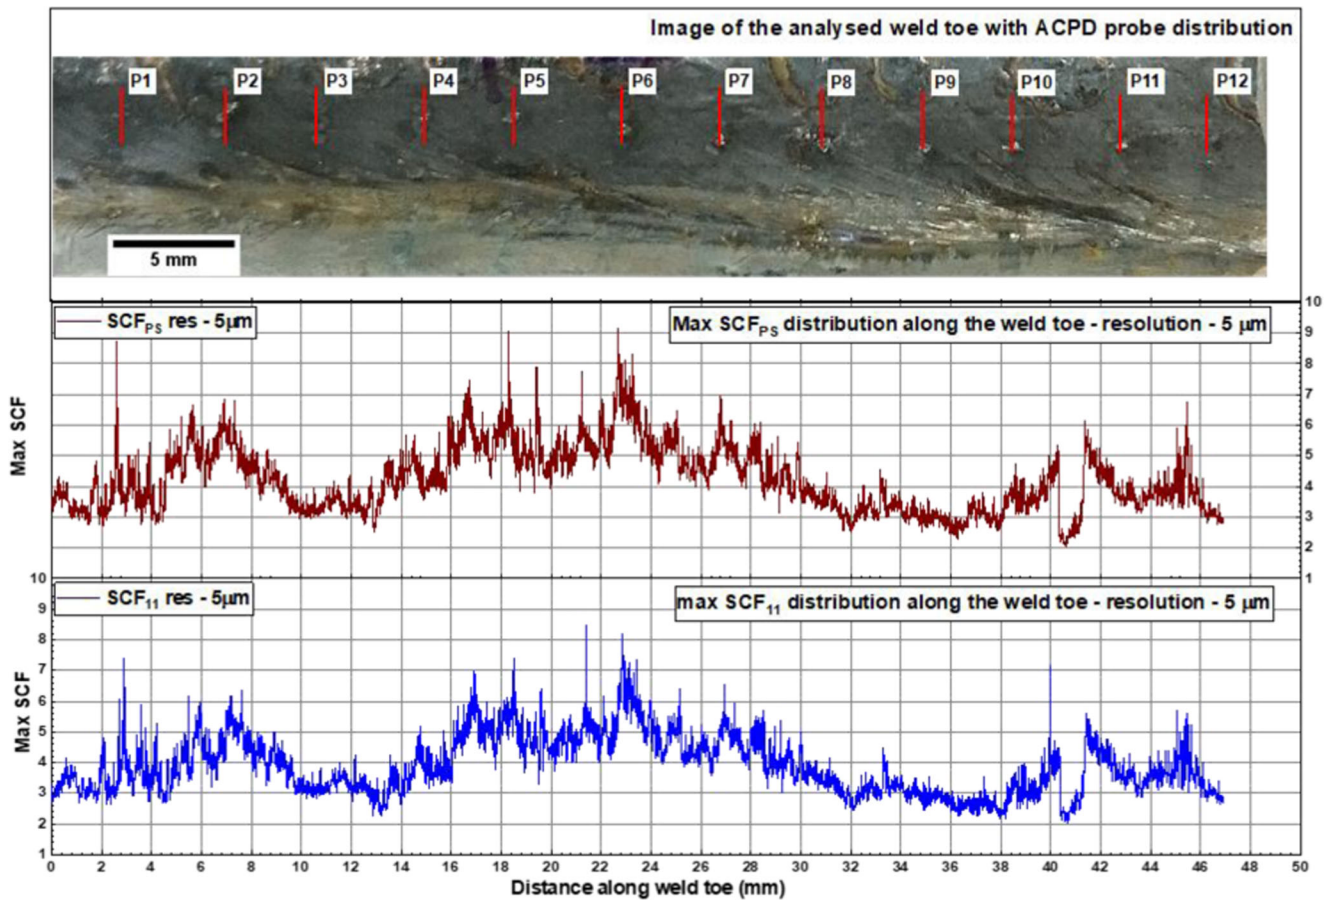 Image of the analysed weld toe with ACPD probe distribution
P1 P2 P3 P4 P5 P6 P7 P8 P9 P10 P11 P12
5 mm
SCF_PS res - 5μm
Max SCF_PS distribution along the weld toe - resolution - 5 μm
10
9
8
7
6
5
4
3
2
1
Max SCF
SCF_11 res - 5μm
max SCF_11 distribution along the weld toe - resolution - 5 μm
10
9
8
7
6
5
4
3
2
1
Max SCF
0 2 4 6 8 10 12 14 16 18 20 22 24 26 28 30 32 34 36 38 40 42 44 46 48 50
Distance along weld toe (mm)